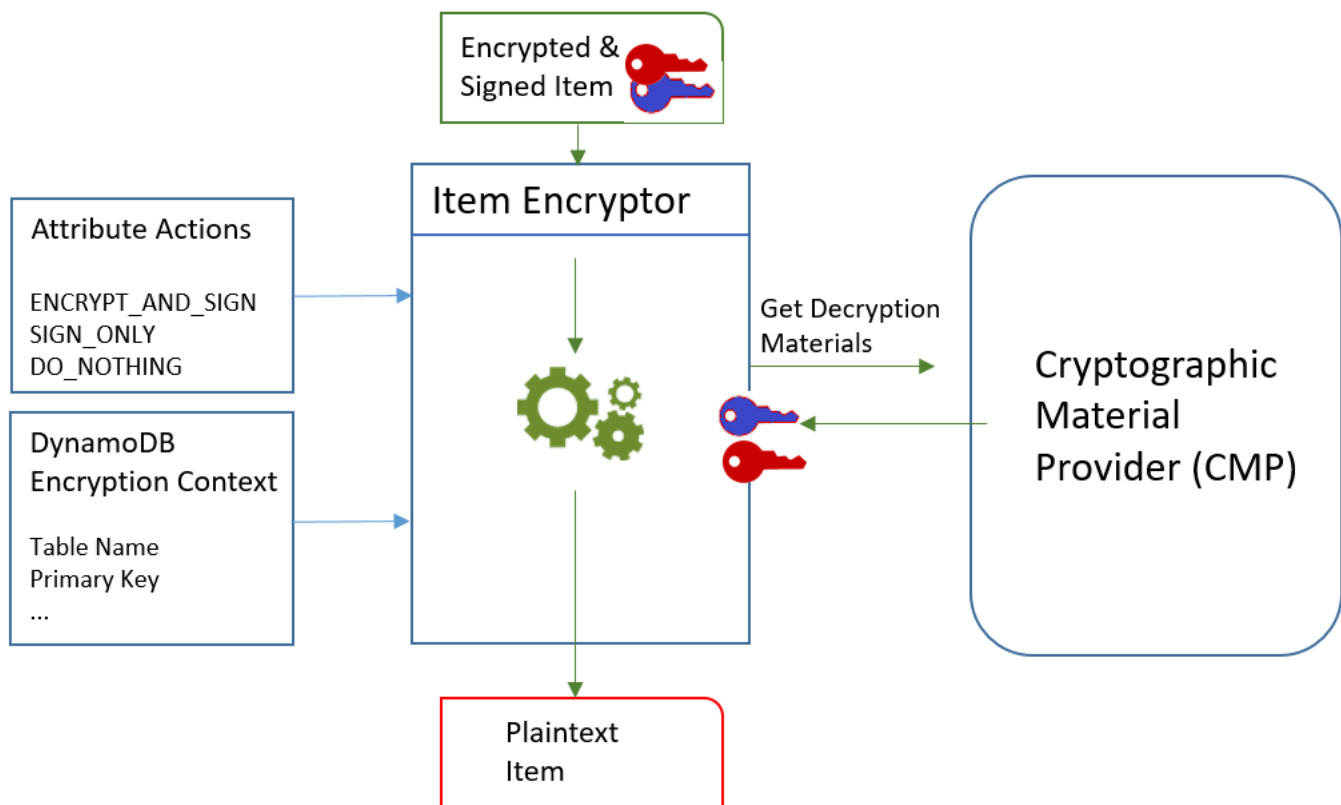 Encrypted &
Signed Item
Item Encryptor
Attribute Actions
ENCRYPT_AND_SIGN
SIGN_ONLY
DO_NOTHING
DynamoDB
Encryption Context
Table Name
Primary Key
...
Get Decryption
Materials
Cryptographic
Material
Provider (CMP)
Plaintext
Item